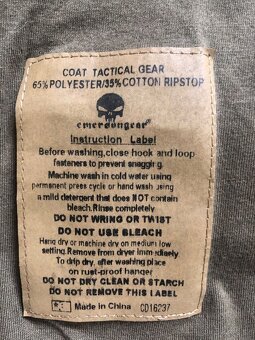 COAT TACTICAL GEAR
65%POLYESTER/35%COTTON RIPSTOP
emersongear
Instruction Label
Before washing,close hook and loop
fasteners to prevent snagging.
Machine wash in cold water using
permanent press cycle or hand wash using
a mild detergent that does NOT contain
bleach.Rinse completely
DO NOT WRING OR TWIST
DO NOT USE BLEACH
Hang dry or machine dry on medium low
setting.Remove from dryer immediately
To drip dry, after washing place
on rust-proof hanger
DO NOT DRY CLEAN OR STARCH
DO NOT REMOVE THIS LABEL
Made in China CD16237